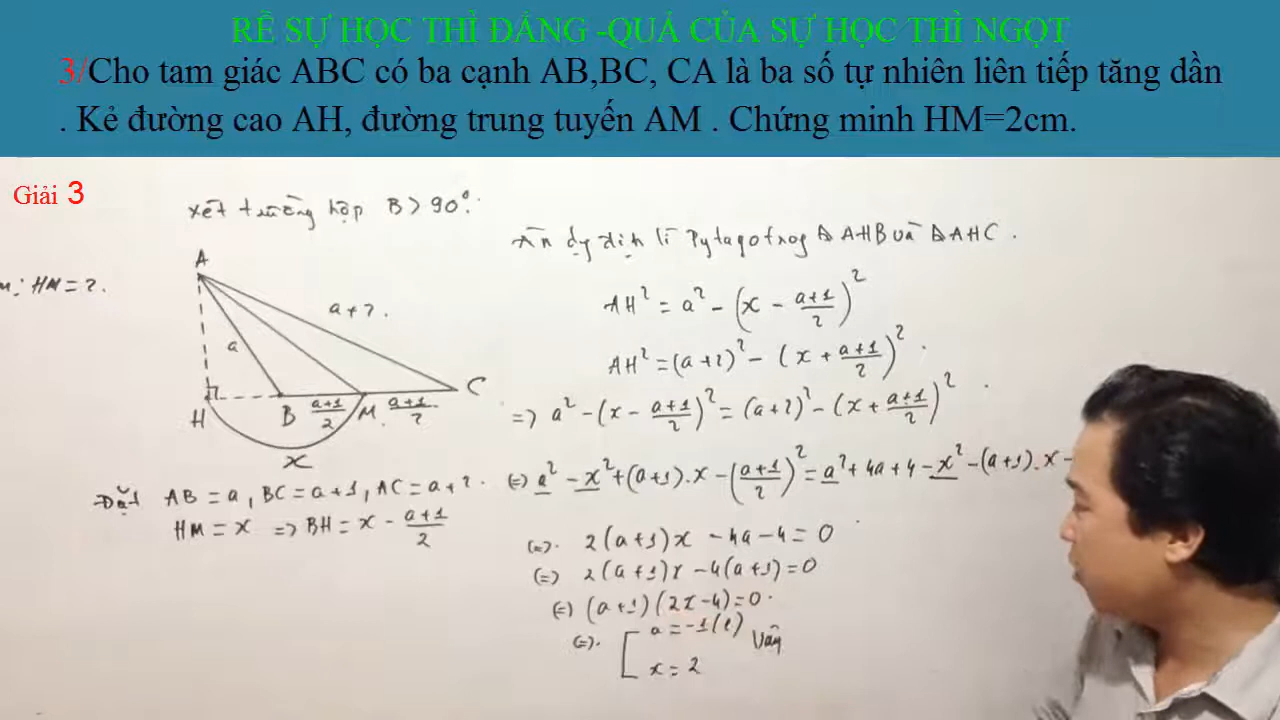 RỄ SỰ HỌC THÌ ĐẮNG -QUẢ CỦA SỰ HỌC THÌ NGỌT
3/Cho tam giác ABC có ba cạnh AB,BC, CA là ba số tự nhiên liên tiếp tăng dần
. Kẻ đường cao AH, đường trung tuyến AM . Chứng minh HM=2cm.
Giải 3
xét trường hợp B > 90°.
HM = ?.
A
a + 2.
a
H
B
a+1/2
M
a+1/2
C
x
Đặt AB = a, BC = a+1, AC = a+2.
HM = x => BH = x - a+1/2
định lí Pytago trog Δ AHB và Δ AHC .
AH² = a² - (x - a+1/2)²
AH² = (a+2)² - (x + a+1/2)²
=> a² - (x - a+1/2)² = (a+2)² - (x + a+1/2)²
(=) a² - x² + (a+1).x - (a+1/2)² = a² + 4a + 4 - x² - (a+1).x -
(=). 2(a+1)x - 4a - 4 = 0
(=) 2(a+1)x - 4(a+1) = 0
(=) (a+1)(2x-4) = 0.
(=). [ a = -1 (l)
x = 2
Vậy